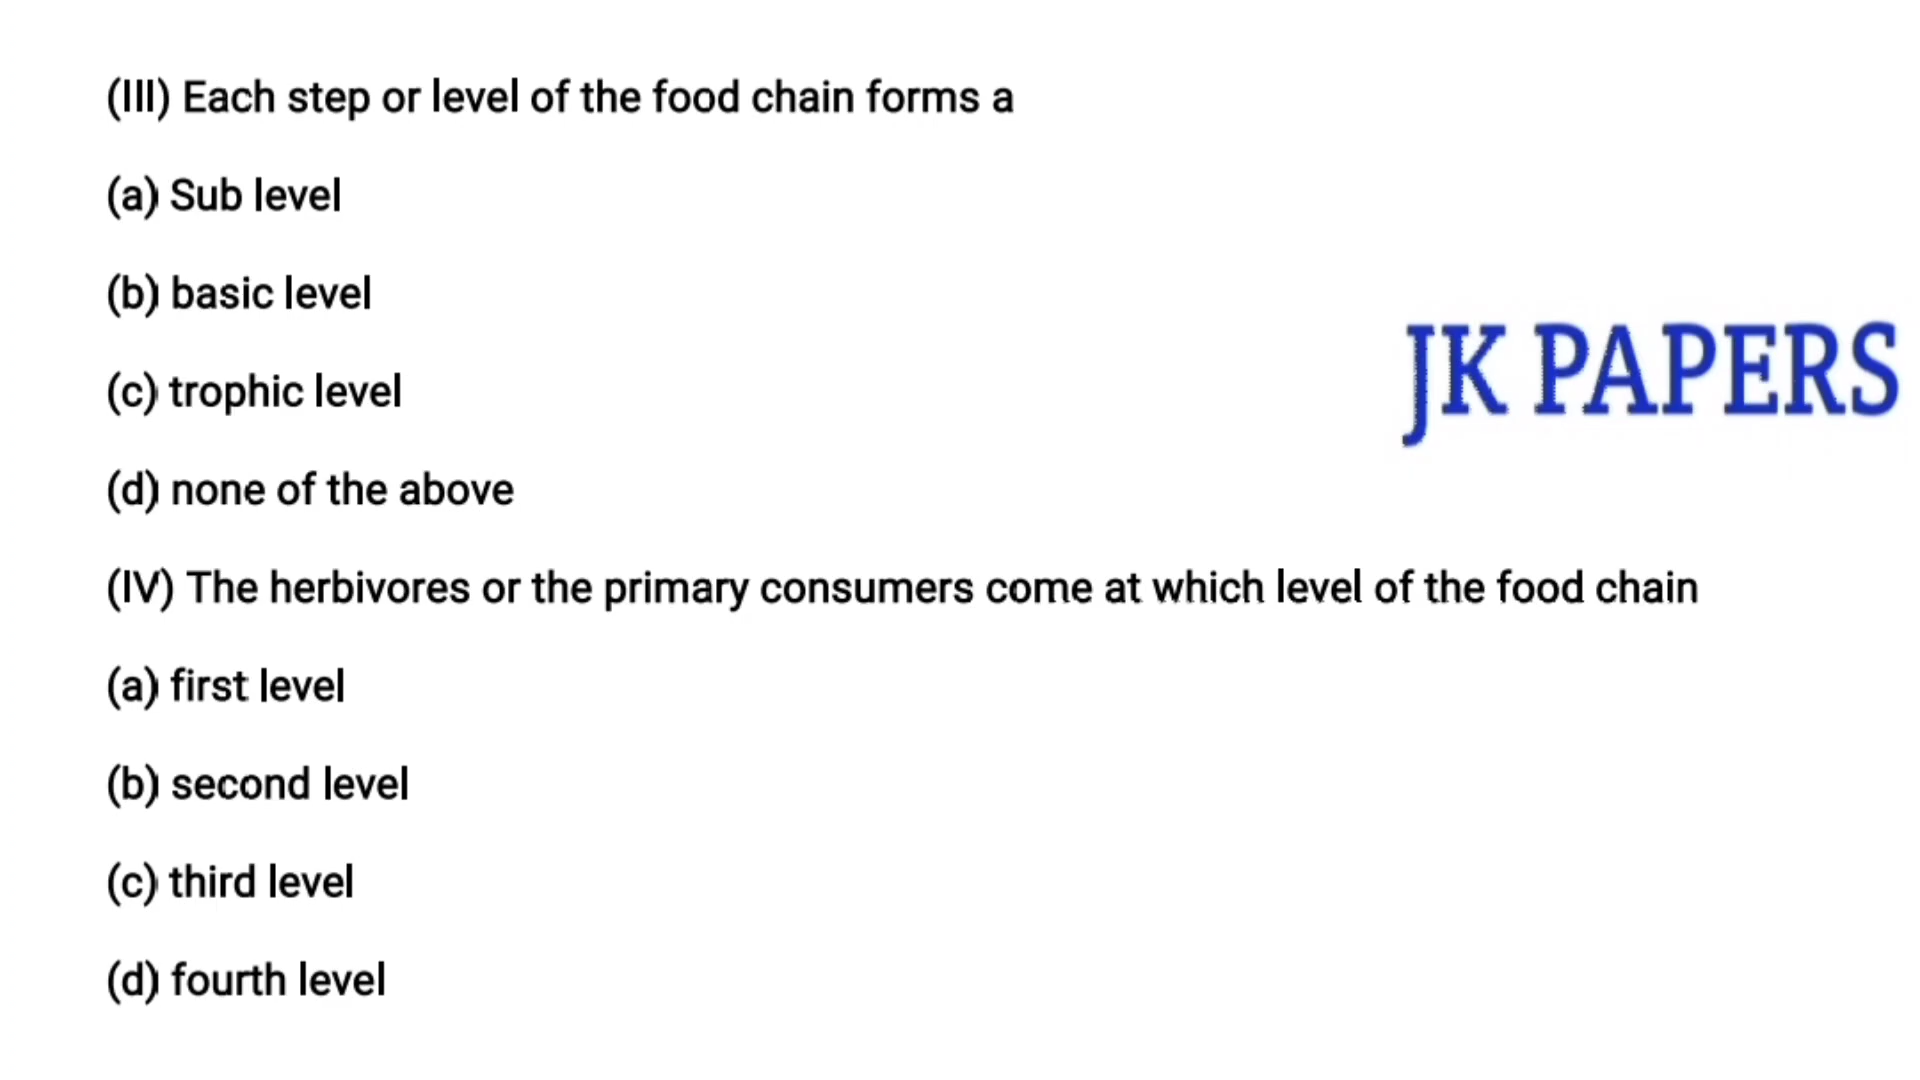 (III) Each step or level of the food chain forms a
(a) Sub level
(b) basic level
(c) trophic level
JK PAPERS
(d) none of the above
(IV) The herbivores or the primary consumers come at which level of the food chain
(a) first level
(b) second level
(c) third level
(d) fourth level